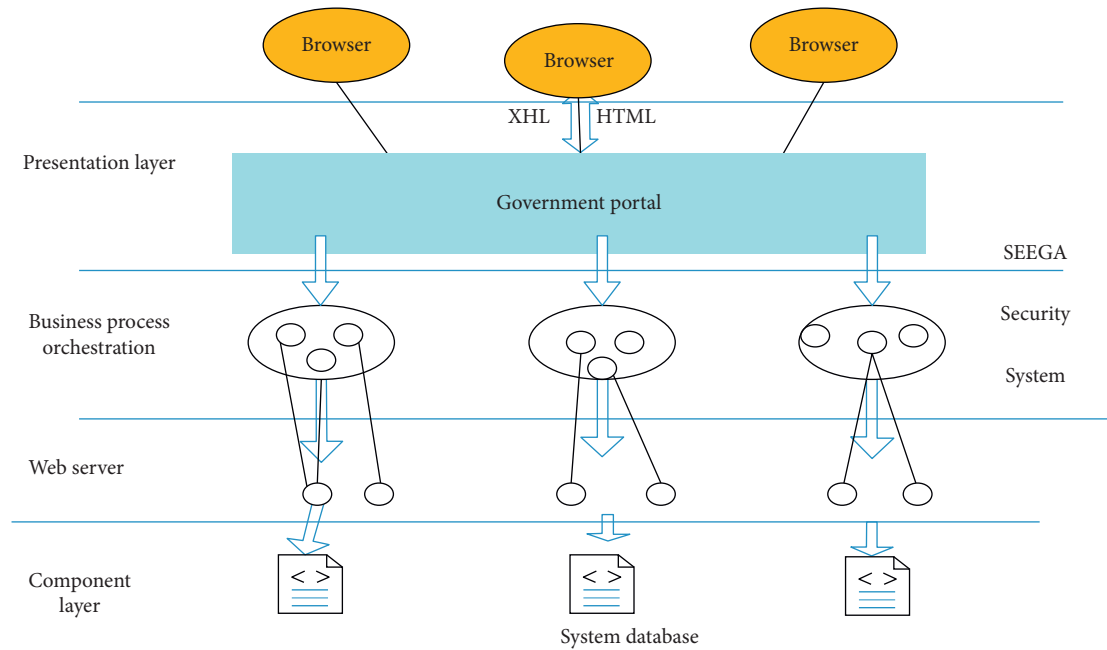 Browser
Browser
Browser
XHL
HTML
Presentation layer
Government portal
SEEGA
Business process
orchestration
Security
System
Web server
< >
< >
< >
Component
layer
System database